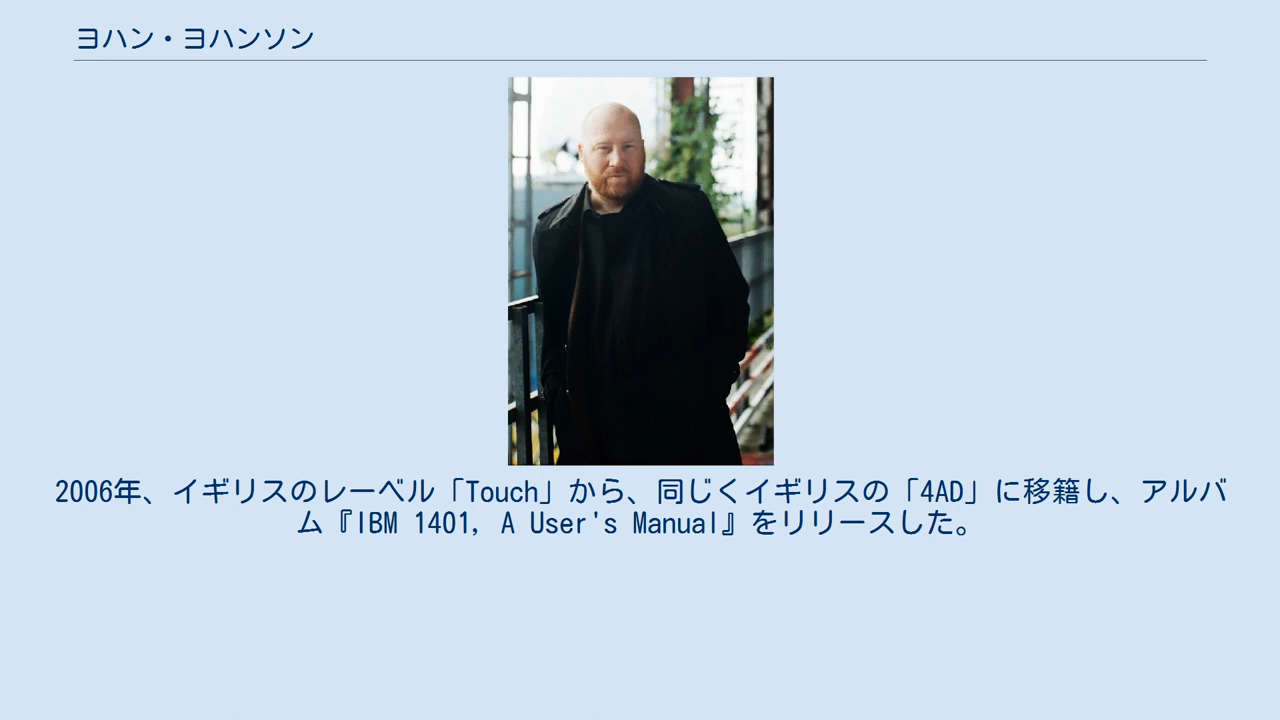 ヨハン・ヨハンソン
2006年、イギリスのレーベル「Touch」から、同じくイギリスの「4AD」に移籍し、アルバ
ム『IBM 1401, A User's Manual』をリリースした。